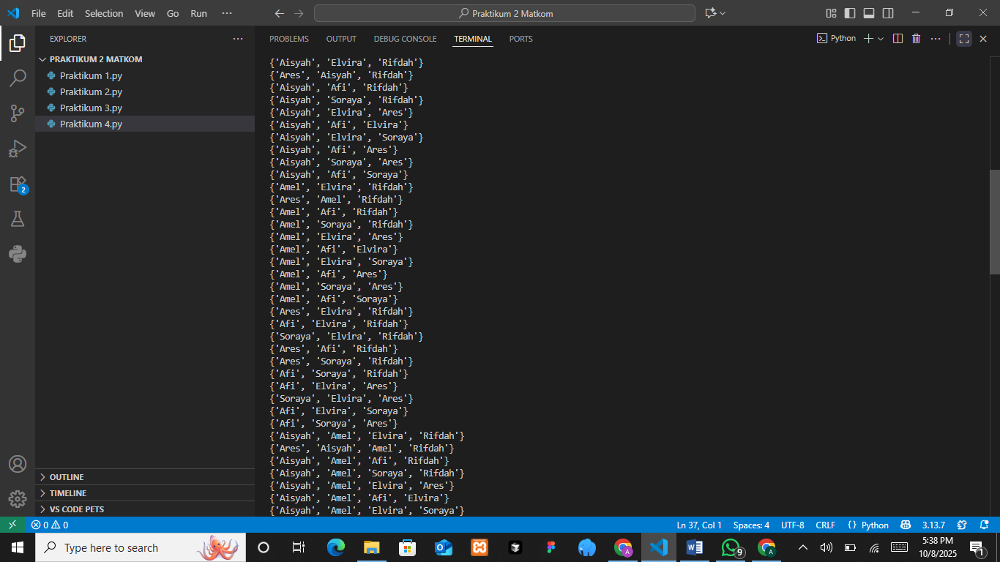 File Edit Selection View Go Run ··· Praktikum 2 Matkom
EXPLORER ···
PRAKTIKUM 2 MATKOM
Praktikum 1.py
Praktikum 2.py
Praktikum 3.py
Praktikum 4.py
OUTLINE
TIMELINE
VS CODE PETS
PROBLEMS OUTPUT DEBUG CONSOLE TERMINAL PORTS Python ···
{'Aisyah', 'Elvira', 'Rifdah'}
{'Ares', 'Aisyah', 'Rifdah'}
{'Aisyah', 'Afi', 'Rifdah'}
{'Aisyah', 'Soraya', 'Rifdah'}
{'Aisyah', 'Elvira', 'Ares'}
{'Aisyah', 'Afi', 'Elvira'}
{'Aisyah', 'Elvira', 'Soraya'}
{'Aisyah', 'Afi', 'Ares'}
{'Aisyah', 'Soraya', 'Ares'}
{'Aisyah', 'Afi', 'Soraya'}
{'Amel', 'Elvira', 'Rifdah'}
{'Ares', 'Amel', 'Rifdah'}
{'Amel', 'Afi', 'Rifdah'}
{'Amel', 'Soraya', 'Rifdah'}
{'Amel', 'Elvira', 'Ares'}
{'Amel', 'Afi', 'Elvira'}
{'Amel', 'Elvira', 'Soraya'}
{'Amel', 'Afi', 'Ares'}
{'Amel', 'Soraya', 'Ares'}
{'Amel', 'Afi', 'Soraya'}
{'Ares', 'Elvira', 'Rifdah'}
{'Afi', 'Elvira', 'Rifdah'}
{'Soraya', 'Elvira', 'Rifdah'}
{'Ares', 'Afi', 'Rifdah'}
{'Ares', 'Soraya', 'Rifdah'}
{'Afi', 'Soraya', 'Rifdah'}
{'Afi', 'Elvira', 'Ares'}
{'Soraya', 'Elvira', 'Ares'}
{'Afi', 'Elvira', 'Soraya'}
{'Afi', 'Soraya', 'Ares'}
{'Aisyah', 'Amel', 'Elvira', 'Rifdah'}
{'Ares', 'Aisyah', 'Amel', 'Rifdah'}
{'Aisyah', 'Amel', 'Afi', 'Rifdah'}
{'Aisyah', 'Amel', 'Soraya', 'Rifdah'}
{'Aisyah', 'Amel', 'Elvira', 'Ares'}
{'Aisyah', 'Amel', 'Afi', 'Elvira'}
{'Aisyah', 'Amel', 'Elvira', 'Soraya'}
2
0 0 Ln 37, Col 1 Spaces: 4 UTF-8 CRLF {} Python 3.13.7
Type here to search 9 5:38 PM
10/8/2025 1